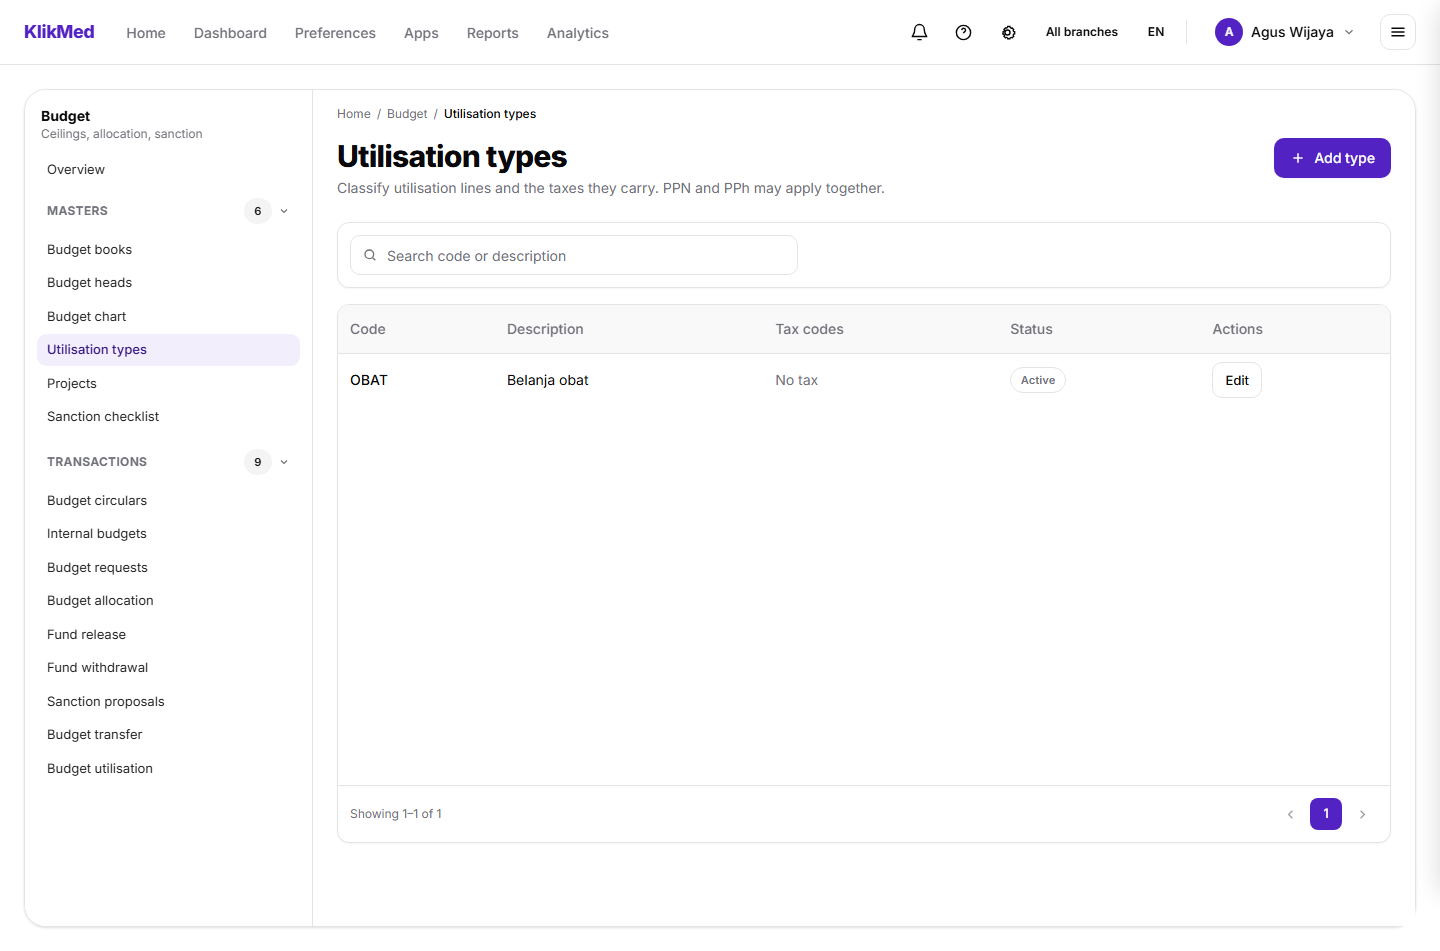 KlikMed
Home
Dashboard
Preferences
Apps
Reports
Analytics
All branches
EN
A
Agus Wijaya
Budget
Ceilings, allocation, sanction
Overview
MASTERS
6
Budget books
Budget heads
Budget chart
Utilisation types
Projects
Sanction checklist
TRANSACTIONS
9
Budget circulars
Internal budgets
Budget requests
Budget allocation
Fund release
Fund withdrawal
Sanction proposals
Budget transfer
Budget utilisation
Home / Budget / Utilisation types
Utilisation types
Classify utilisation lines and the taxes they carry. PPN and PPh may apply together.
+ Add type
Search code or description
Code Description Tax codes Status Actions
OBAT Belanja obat No tax Active Edit
Showing 1–1 of 1
1